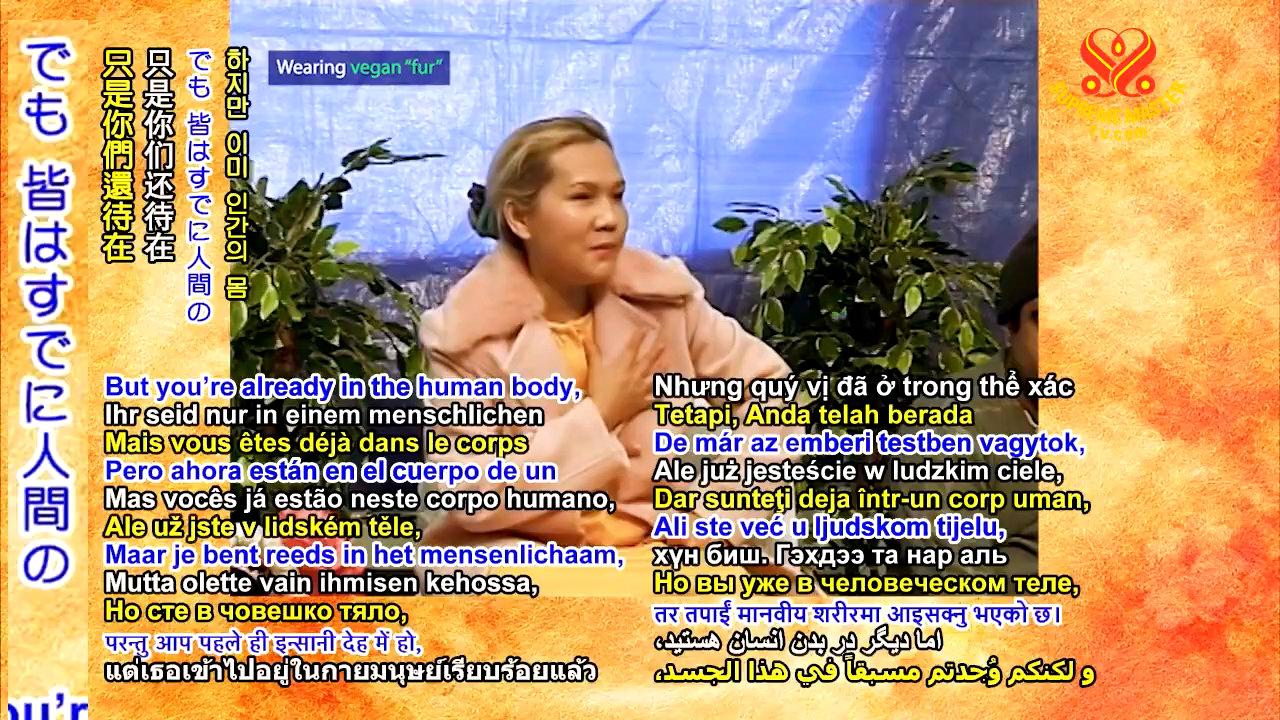 でも 皆はすでに人間の
只是你們還待在
只是你们还待在
でも 皆はすでに人間の
하지만 이미 인간의 몸
Wearing vegan “fur”
SUPREME MASTER
TV.com
But you’re already in the human body,
Ihr seid nur in einem menschlichen
Mais vous êtes déjà dans le corps
Pero ahora están en el cuerpo de un
Mas vocês já estão neste corpo humano,
Ale už jste v lidském těle,
Maar je bent reeds in het mensenlichaam,
Mutta olette vain ihmisen kehossa,
Но сте в човешко тяло,
परन्तु आप पहले ही इन्सानी देह में हो,
แต่เธอเข้าไปอยู่ในกายมนุษย์เรียบร้อยแล้ว
Nhưng quý vị đã ở trong thể xác
Tetapi, Anda telah berada
De már az emberi testben vagytok,
Ale już jesteście w ludzkim ciele,
Dar sunteţi deja într-un corp uman,
Ali ste već u ljudskom tijelu,
хүн биш. Гэхдээ та нар аль
Но вы уже в человеческом теле,
तर तपाईं मानवीय शरीरमा आइसक्नु भएको छ।
اما دیگر در بدن انسان هستید،
و لكنكم وُجدتم مسبقاً في هذا الجسد،
ou’r